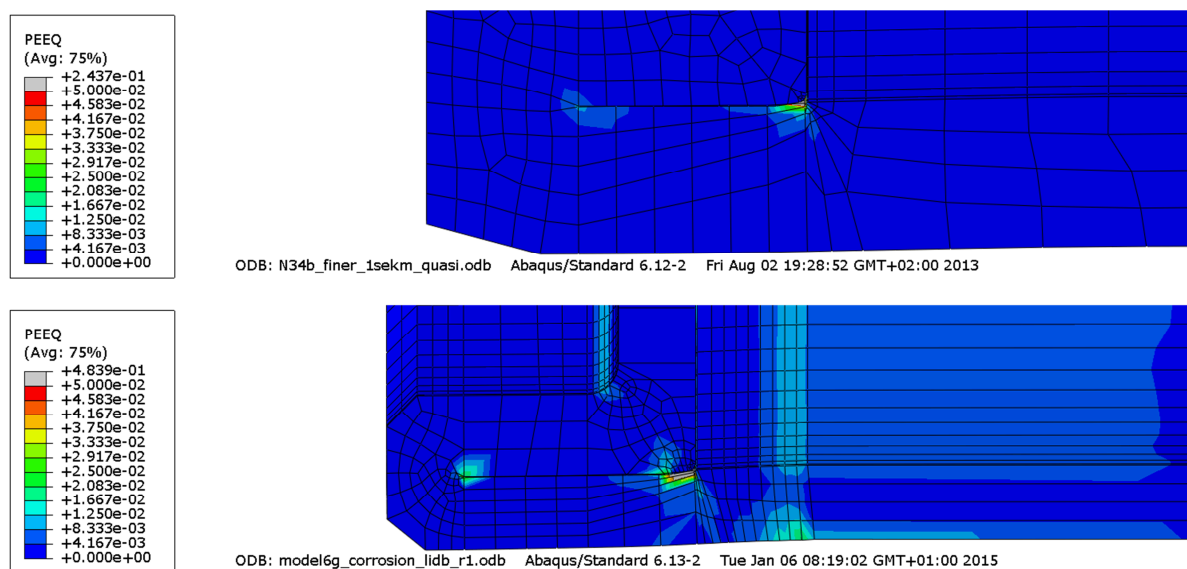 PEEQ
(Avg: 75%)
+2.437e-01
+5.000e-02
+4.583e-02
+4.167e-02
+3.750e-02
+3.333e-02
+2.917e-02
+2.500e-02
+2.083e-02
+1.667e-02
+1.250e-02
+8.333e-03
+4.167e-03
+0.000e+00
ODB: N34b_finer_1sekm_quasi.odb Abaqus/Standard 6.12-2 Fri Aug 02 19:28:52 GMT+02:00 2013
PEEQ
(Avg: 75%)
+4.839e-01
+5.000e-02
+4.583e-02
+4.167e-02
+3.750e-02
+3.333e-02
+2.917e-02
+2.500e-02
+2.083e-02
+1.667e-02
+1.250e-02
+8.333e-03
+4.167e-03
+0.000e+00
ODB: model6g_corrosion_lidb_r1.odb Abaqus/Standard 6.13-2 Tue Jan 06 08:19:02 GMT+01:00 2015